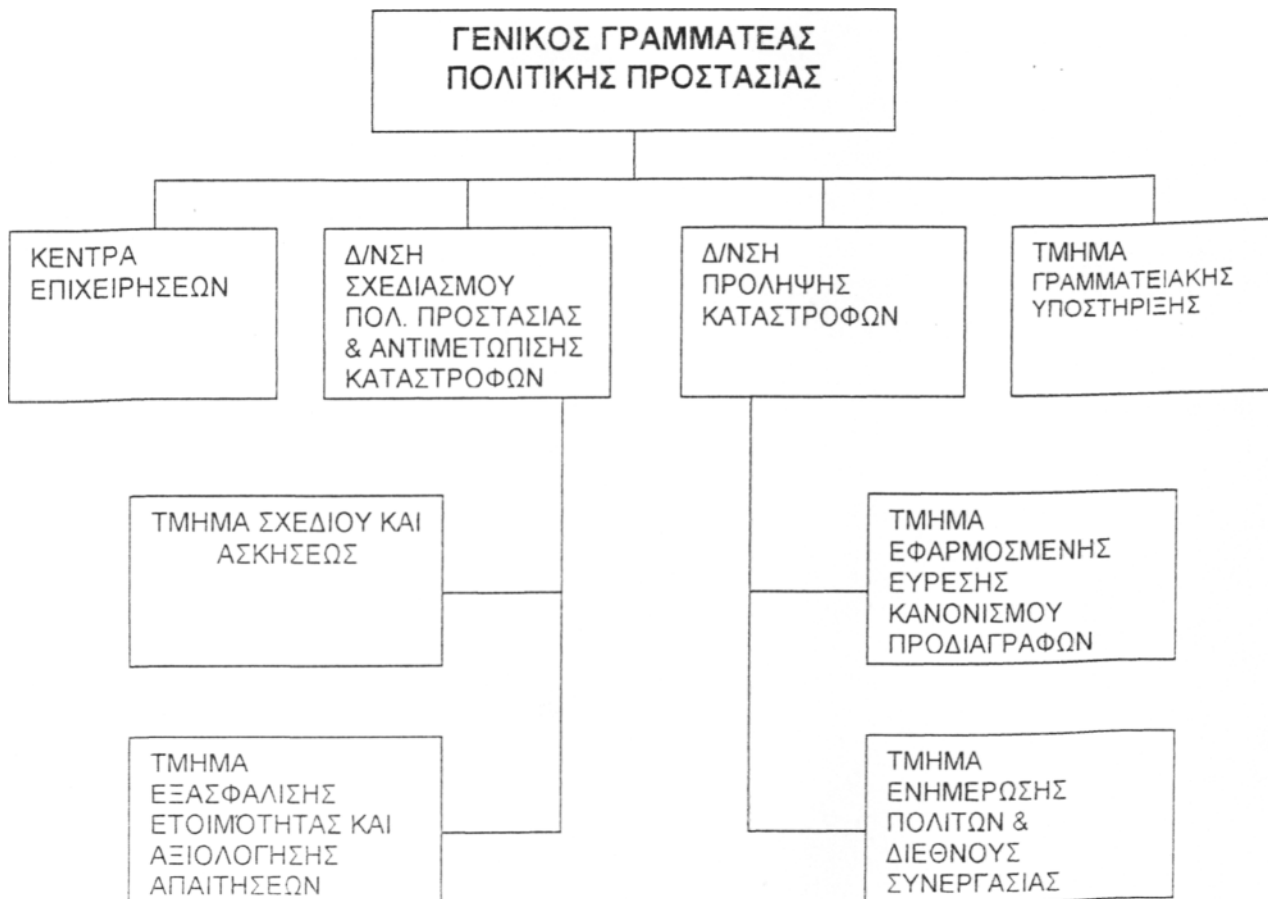 ΓΕΝΙΚΟΣ ΓΡΑΜΜΑΤΕΑΣ
ΠΟΛΙΤΙΚΗΣ ΠΡΟΣΤΑΣΙΑΣ
ΚΕΝΤΡΑ
ΕΠΙΧΕΙΡΗΣΕΩΝ
Δ/ΝΣΗ
ΣΧΕΔΙΑΣΜΟΥ
ΠΟΛ. ΠΡΟΣΤΑΣΙΑΣ
& ΑΝΤΙΜΕΤΩΠΙΣΗΣ
ΚΑΤΑΣΤΡΟΦΩΝ
Δ/ΝΣΗ
ΠΡΟΛΗΨΗΣ
ΚΑΤΑΣΤΡΟΦΩΝ
ΤΜΗΜΑ
ΓΡΑΜΜΑΤΕΙΑΚΗΣ
ΥΠΟΣΤΗΡΙΞΗΣ
ΤΜΗΜΑ ΣΧΕΔΙΟΥ ΚΑΙ
ΑΣΚΗΣΕΩΣ
ΤΜΗΜΑ
ΕΦΑΡΜΟΣΜΕΝΗΣ
ΕΥΡΕΣΗΣ
ΚΑΝΟΝΙΣΜΟΥ
ΠΡΟΔΙΑΓΡΑΦΩΝ
ΤΜΗΜΑ
ΕΞΑΣΦΑΛΙΣΗΣ
ΕΤΟΙΜΌΤΗΤΑΣ ΚΑΙ
ΑΞΙΟΛΟΓΗΣΗΣ
ΑΠΑΙΤΗΣΕΩΝ
ΤΜΗΜΑ
ΕΝΗΜΕΡΩΣΗΣ
ΠΟΛΙΤΩΝ &
ΔΙΕΘΝΟΥΣ
ΣΥΝΕΡΓΑΣΙΑΣ